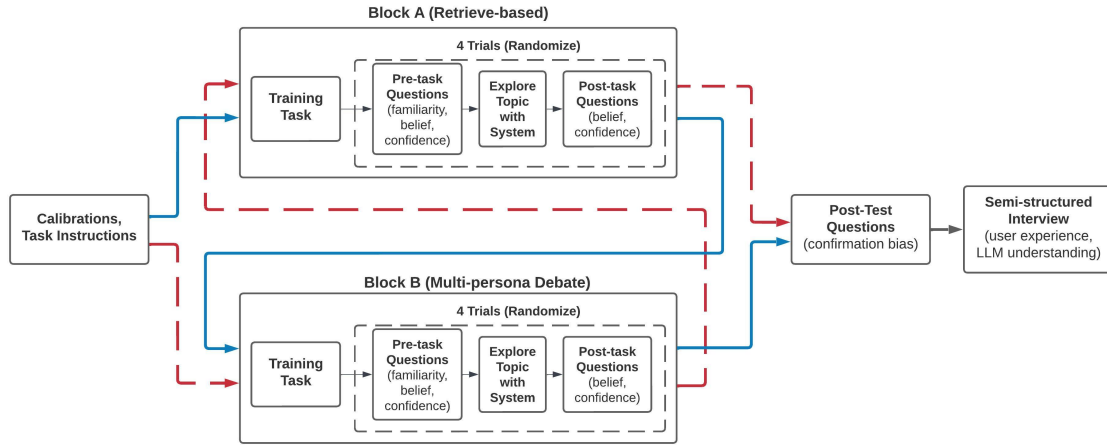 Block A (Retrieve-based)
4 Trials (Randomize)
Training
Task
Pre-task
Questions
(familiarity,
belief,
confidence)
Explore
Topic
with
System
Post-task
Questions
(belief,
confidence)
Calibrations,
Task Instructions
Post-Test
Questions
(confirmation bias)
Semi-structured
Interview
(user experience,
LLM understanding)
Block B (Multi-persona Debate)
4 Trials (Randomize)
Training
Task
Pre-task
Questions
(familiarity,
belief,
confidence)
Explore
Topic
with
System
Post-task
Questions
(belief,
confidence)